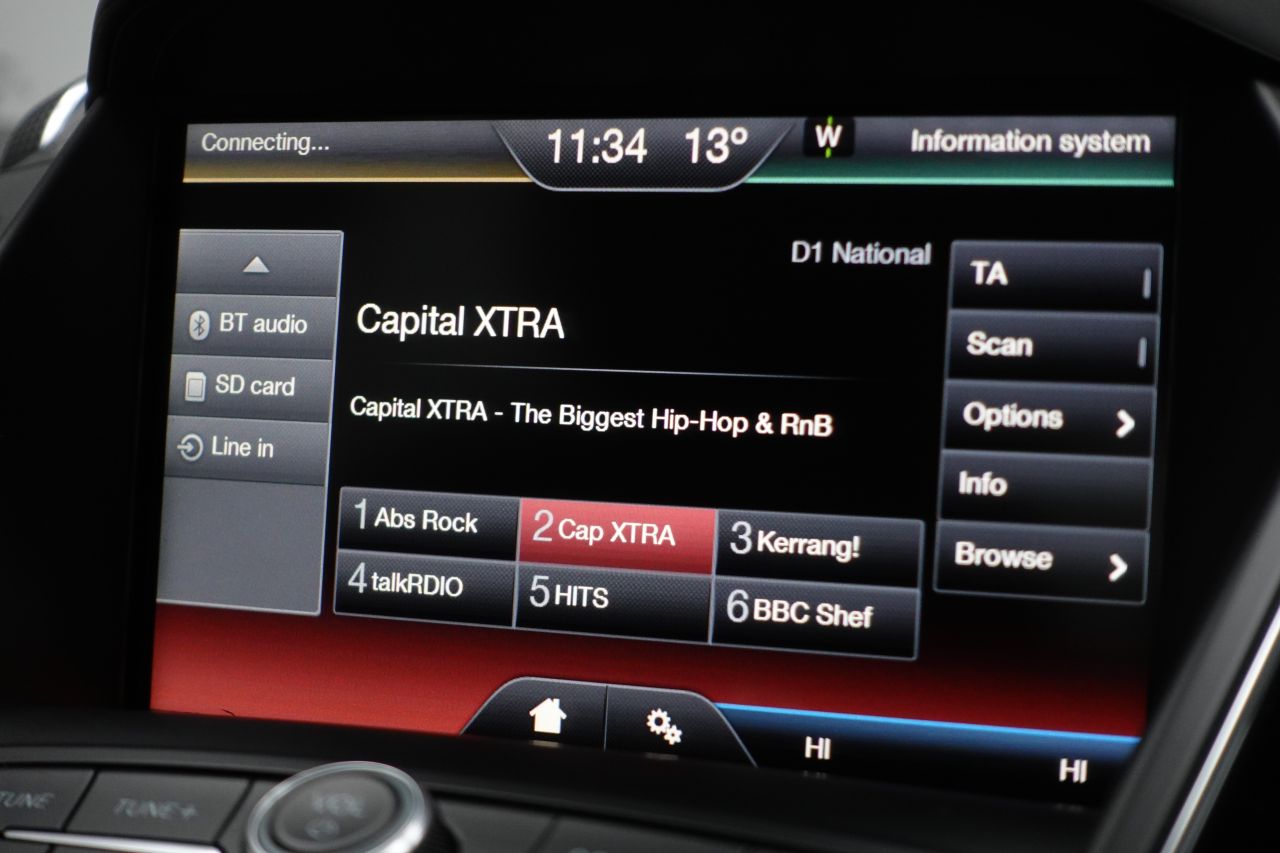 Connecting...
11:34 13°
W
Information system
D1 National
BT audio
SD card
Line in
Capital XTRA
Capital XTRA - The Biggest Hip-Hop & RnB
TA
Scan
Options
Info
Browse
1 Abs Rock
2 Cap XTRA
3 Kerrang!
4 talkRDIO
5 HITS
6 BBC Shef
HI
HI
TUNE
TUNE+
VOL